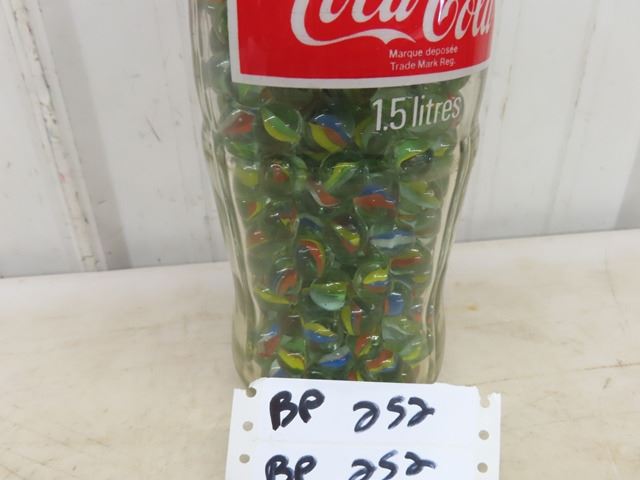 Coca-Cola
Marque deposée
Trade Mark Reg.
1.5 litres
BP 252
BP 252